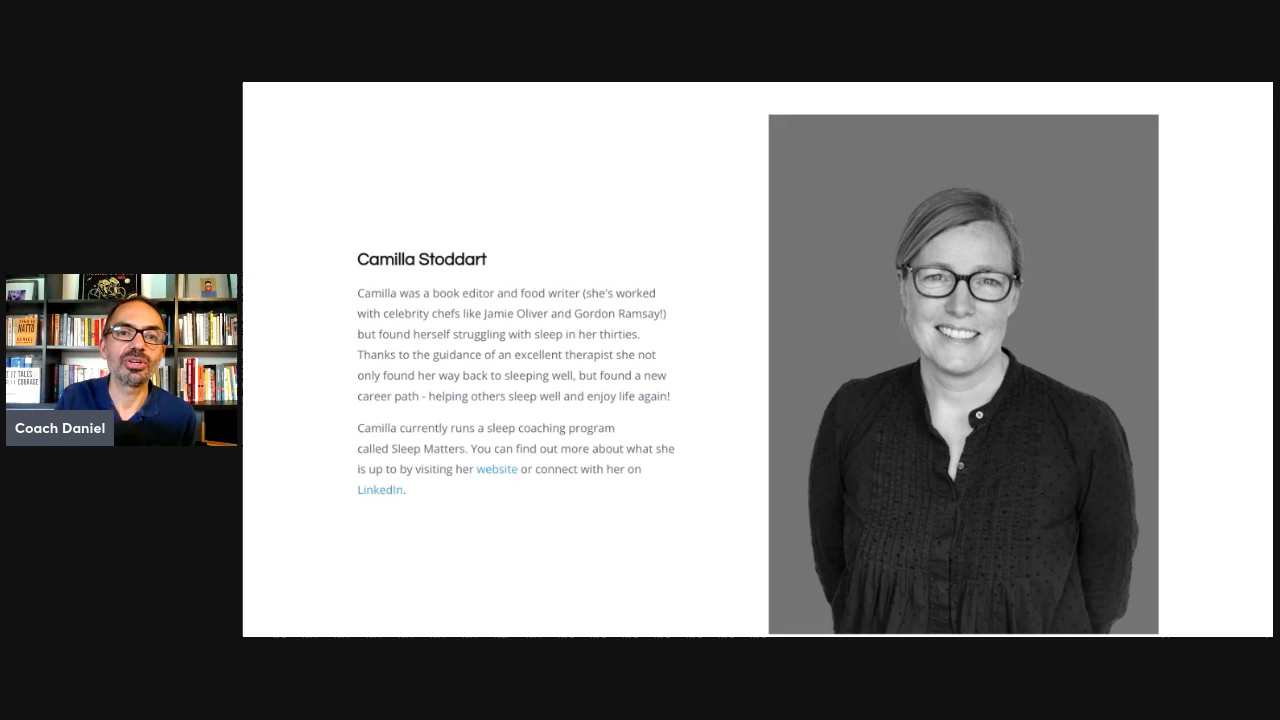 Camilla Stoddart
Camilla was a book editor and food writer (she's worked
with celebrity chefs like Jamie Oliver and Gordon Ramsay!)
but found herself struggling with sleep in her thirties.
Thanks to the guidance of an excellent therapist she not
only found her way back to sleeping well, but found a new
career path - helping others sleep well and enjoy life again!
Camilla currently runs a sleep coaching program
called Sleep Matters. You can find out more about what she
is up to by visiting her website or connect with her on
LinkedIn.
NATTO
TALES
COURAGE
Coach Daniel